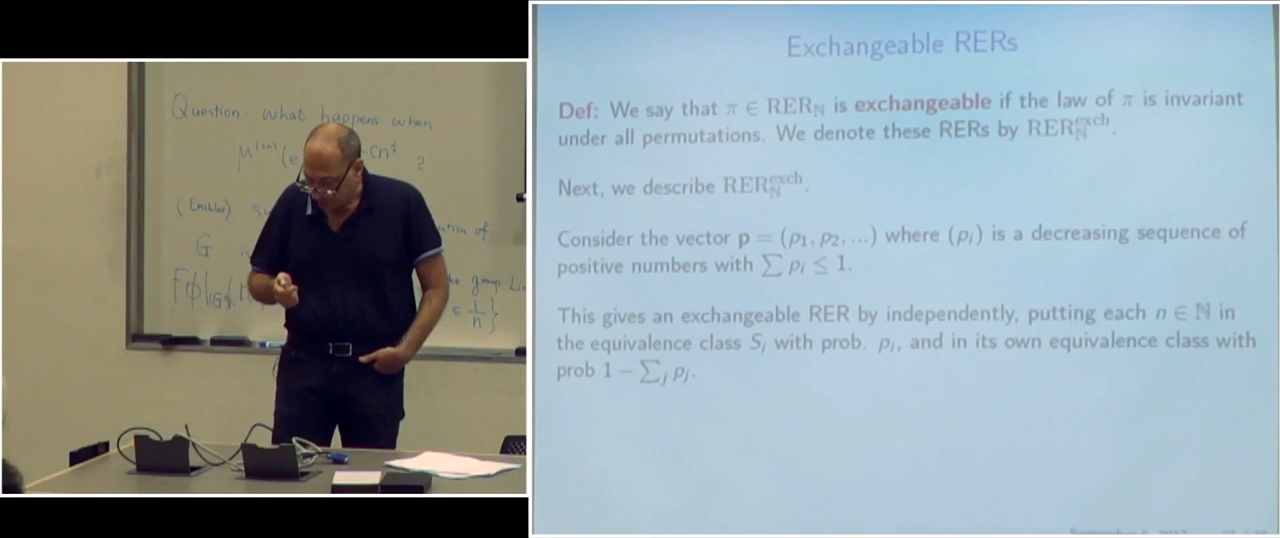 Question what happens when
(Ershler)
G
n
Exchangeable RERs
Def: We say that π ∈ RER_ℕ is exchangeable if the law of π is invariant
under all permutations. We denote these RERs by RER_ℕ^exch.
Next, we describe RER_ℕ^exch.
Consider the vector p = (p₁, p₂, ...) where (pᵢ) is a decreasing sequence of
positive numbers with ∑ pᵢ ≤ 1.
This gives an exchangeable RER by independently, putting each n ∈ ℕ in
the equivalence class Sᵢ with prob. pᵢ, and in its own equivalence class with
prob 1 − ∑ⱼ pⱼ.